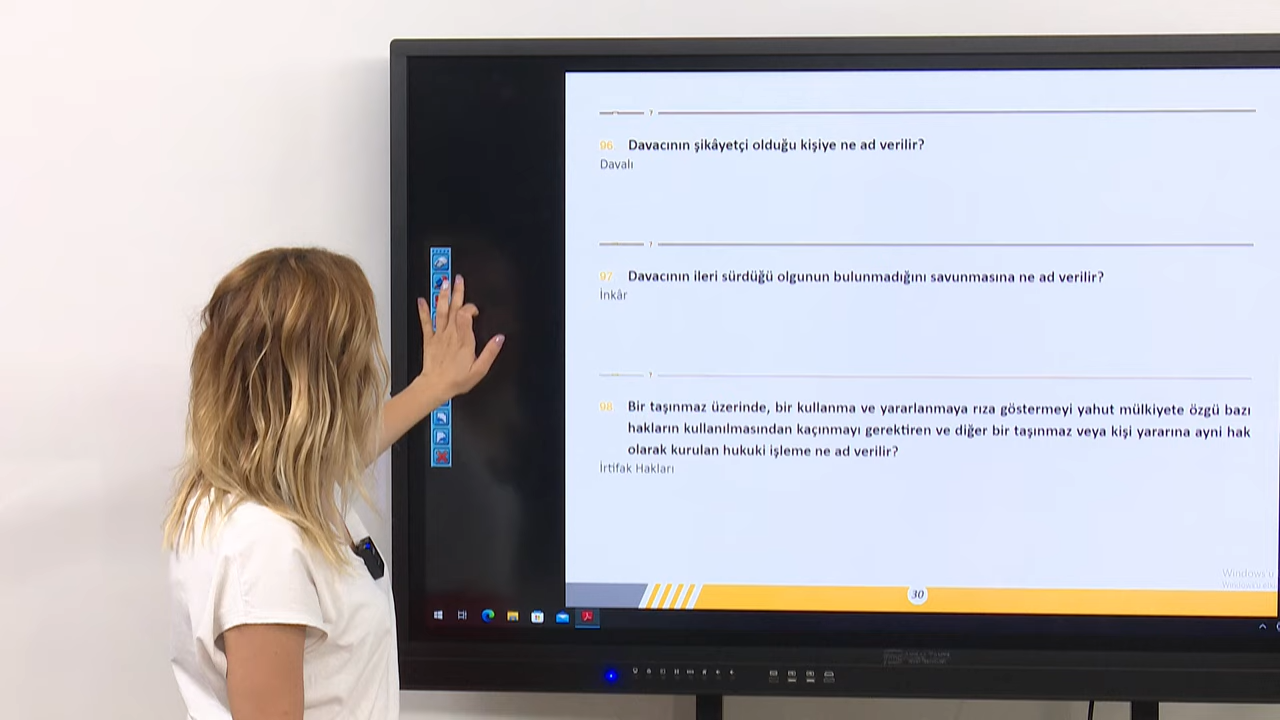 ?
96. Davacının şikâyetçi olduğu kişiye ne ad verilir?
Davalı
?
97. Davacının ileri sürdüğü olgunun bulunmadığını savunmasına ne ad verilir?
İnkâr
?
98. Bir taşınmaz üzerinde, bir kullanma ve yararlanmaya rıza göstermeyi yahut mülkiyete özgü bazı
hakların kullanılmasından kaçınmayı gerektiren ve diğer bir taşınmaz veya kişi yararına ayni hak
olarak kurulan hukuki işleme ne ad verilir?
İrtifak Hakları
Windows'u
30